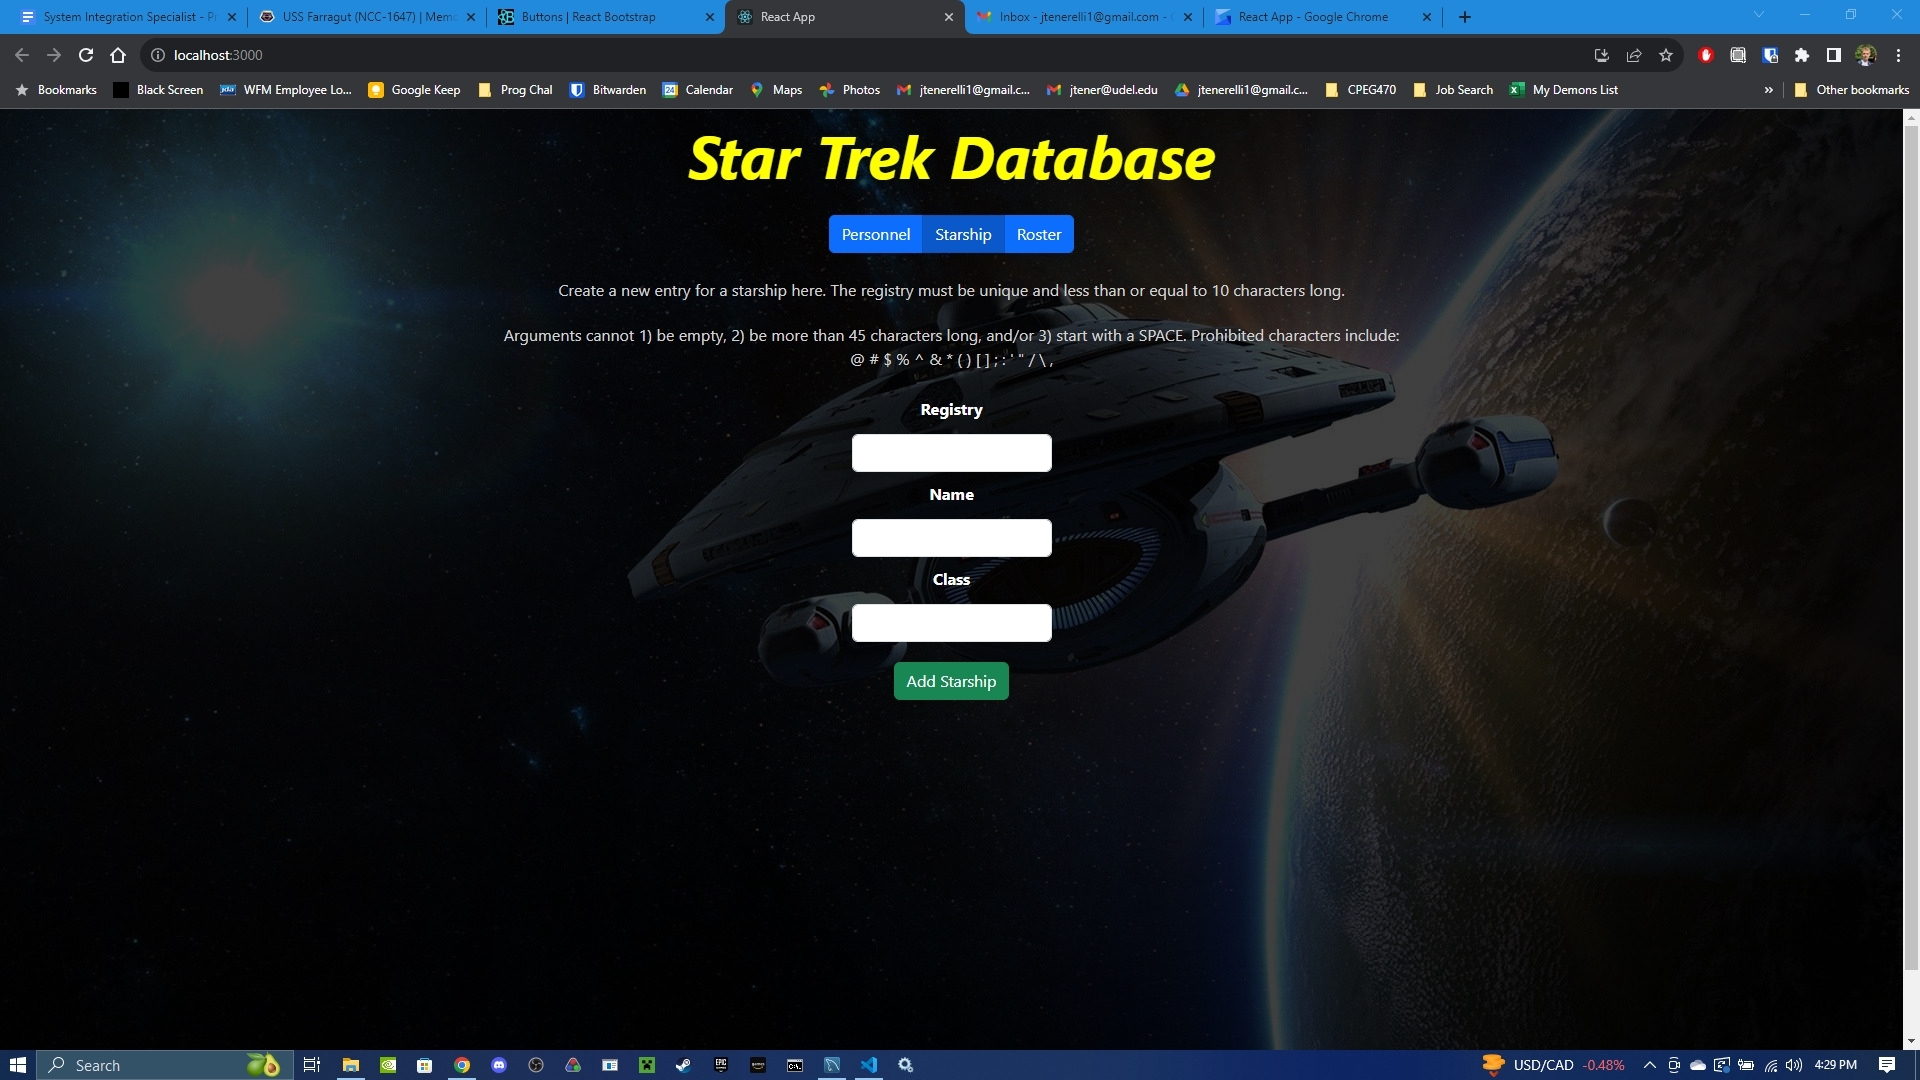 System Integration Specialist - P
USS Farragut (NCC-1647) | Memo
Buttons | React Bootstrap
React App
Inbox - jtenerelli1@gmail.com -
React App - Google Chrome
localhost:3000
Bookmarks
Black Screen
WFM Employee Lo...
Google Keep
Prog Chal
Bitwarden
24
Calendar
Maps
Photos
jtenerelli1@gmail.c...
jtener@udel.edu
jtenerelli1@gmail.c...
CPEG470
Job Search
My Demons List
»
Other bookmarks
Star Trek Database
Personnel
Starship
Roster
Create a new entry for a starship here. The registry must be unique and less than or equal to 10 characters long.
Arguments cannot 1) be empty, 2) be more than 45 characters long, and/or 3) start with a SPACE. Prohibited characters include:
@ # $ % ^ & * ( ) [ ] ; : ' " / \ ,
Registry
Name
Class
Add Starship
Search
USD/CAD -0.48%
4:29 PM